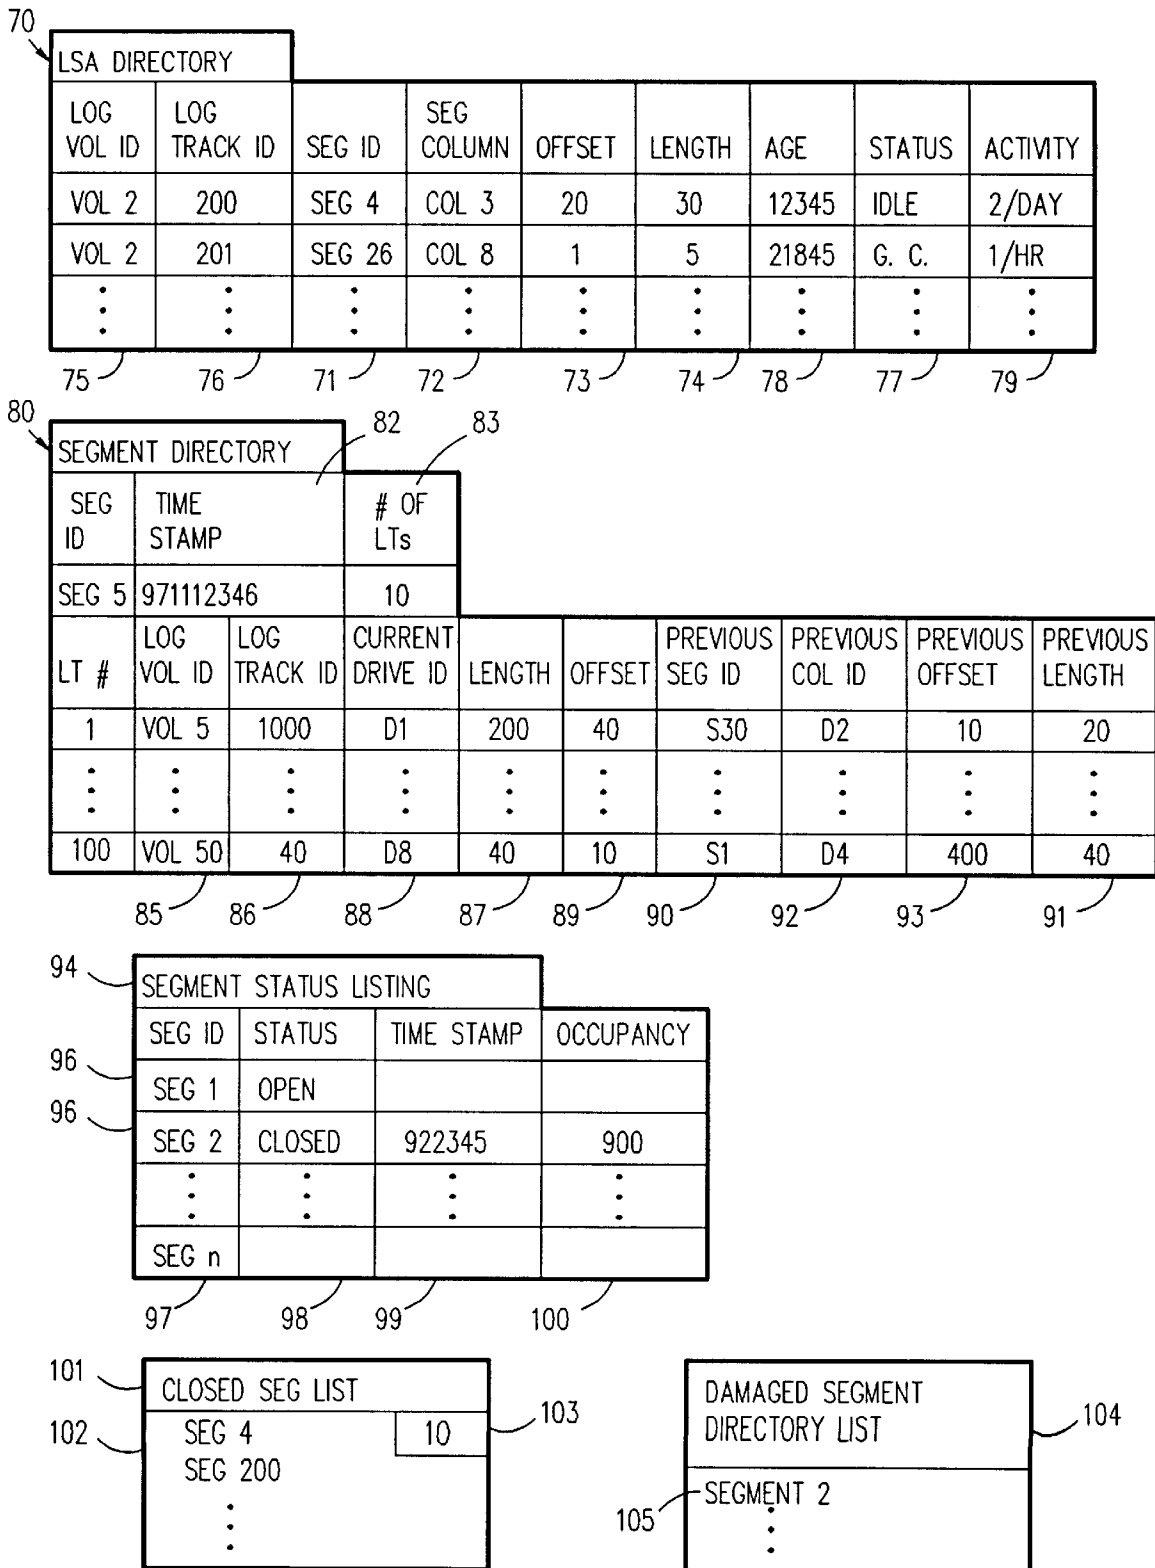 70
LSA DIRECTORY
LOG VOL ID LOG TRACK ID SEG ID SEG COLUMN OFFSET LENGTH AGE STATUS ACTIVITY
VOL 2 200 SEG 4 COL 3 20 30 12345 IDLE 2/DAY
VOL 2 201 SEG 26 COL 8 1 5 21845 G. C. 1/HR
75 76 71 72 73 74 78 77 79
80
SEGMENT DIRECTORY 82 83
SEG ID TIME STAMP # OF LTs
SEG 5 971112346 10
LT # LOG VOL ID LOG TRACK ID CURRENT DRIVE ID LENGTH OFFSET PREVIOUS SEG ID PREVIOUS COL ID PREVIOUS OFFSET PREVIOUS LENGTH
1 VOL 5 1000 D1 200 40 S30 D2 10 20
100 VOL 50 40 D8 40 10 S1 D4 400 40
85 86 88 87 89 90 92 93 91
94
SEGMENT STATUS LISTING
SEG ID STATUS TIME STAMP OCCUPANCY
96
SEG 1 OPEN
96
SEG 2 CLOSED 922345 900
SEG n
97 98 99 100
101
CLOSED SEG LIST
102
SEG 4 10 103
SEG 200
DAMAGED SEGMENT
DIRECTORY LIST
104
105
SEGMENT 2